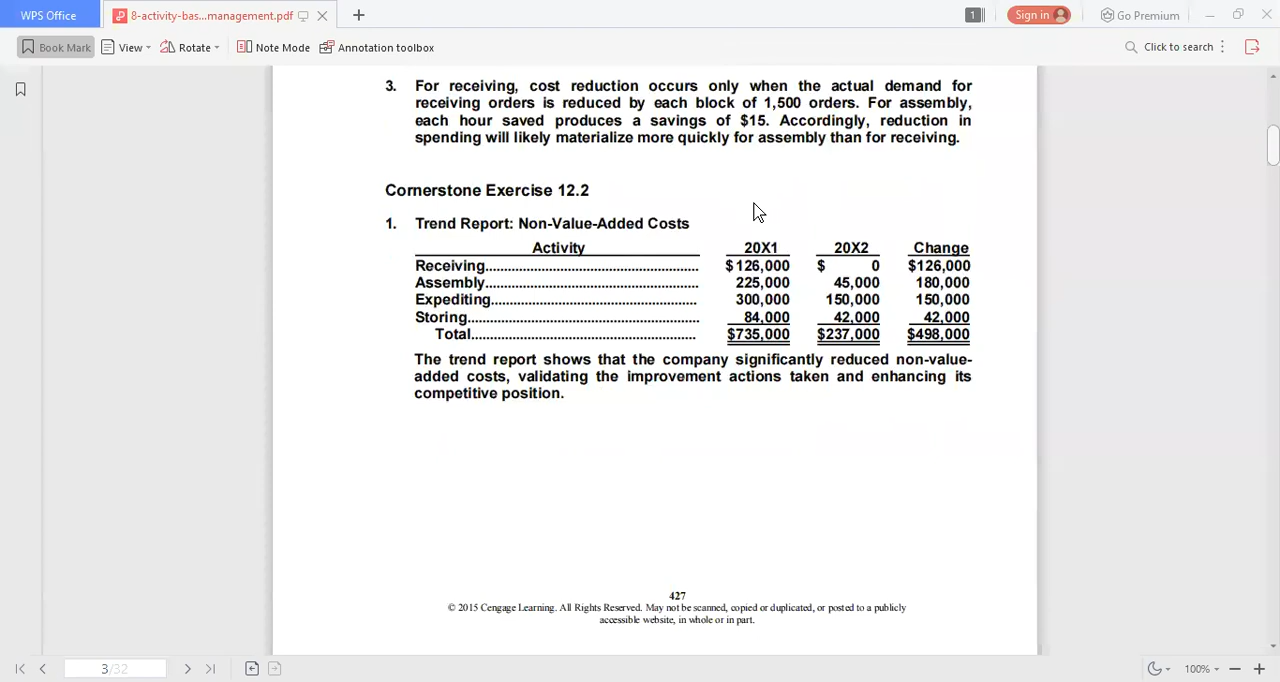 WPS Office
8-activity-bas...management.pdf
1
Sign in
Go Premium
Book Mark
View
Rotate
Note Mode
Annotation toolbox
Click to search
3. For receiving, cost reduction occurs only when the actual demand for
receiving orders is reduced by each block of 1,500 orders. For assembly,
each hour saved produces a savings of $15. Accordingly, reduction in
spending will likely materialize more quickly for assembly than for receiving.
Cornerstone Exercise 12.2
1. Trend Report: Non-Value-Added Costs
Activity 20X1 20X2 Change
Receiving................................................... $126,000 $ 0 $126,000
Assembly................................................... 225,000 45,000 180,000
Expediting................................................. 300,000 150,000 150,000
Storing....................................................... 84,000 42,000 42,000
Total..................................................... $735,000 $237,000 $498,000
The trend report shows that the company significantly reduced non-value-
added costs, validating the improvement actions taken and enhancing its
competitive position.
427
© 2015 Cengage Learning. All Rights Reserved. May not be scanned, copied or duplicated, or posted to a publicly
accessible website, in whole or in part.
3/32
100%